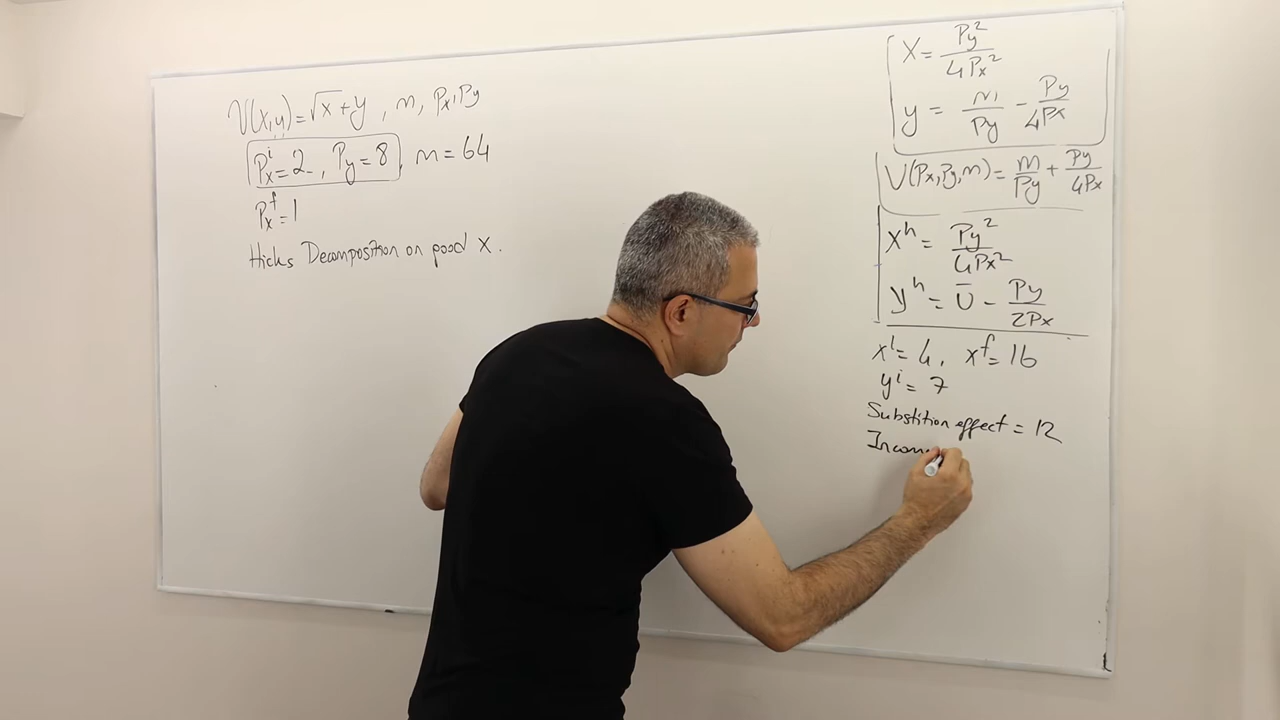 U(x,y)=√x+y , m, Px,Py
Px^i=2, Py=8, m=64
Px^f=1
Hicks Decomposition on good x.
X= Py²/4Px²
y = m/Py - Py/4Px
V(Px,Py,m)= m/Py + Py/4Px
X^h = Py²/4Px²
y^h = Ū - Py/2Px
x^i=4, x^f=16
y^i=7
Substition effect = 12
Incom